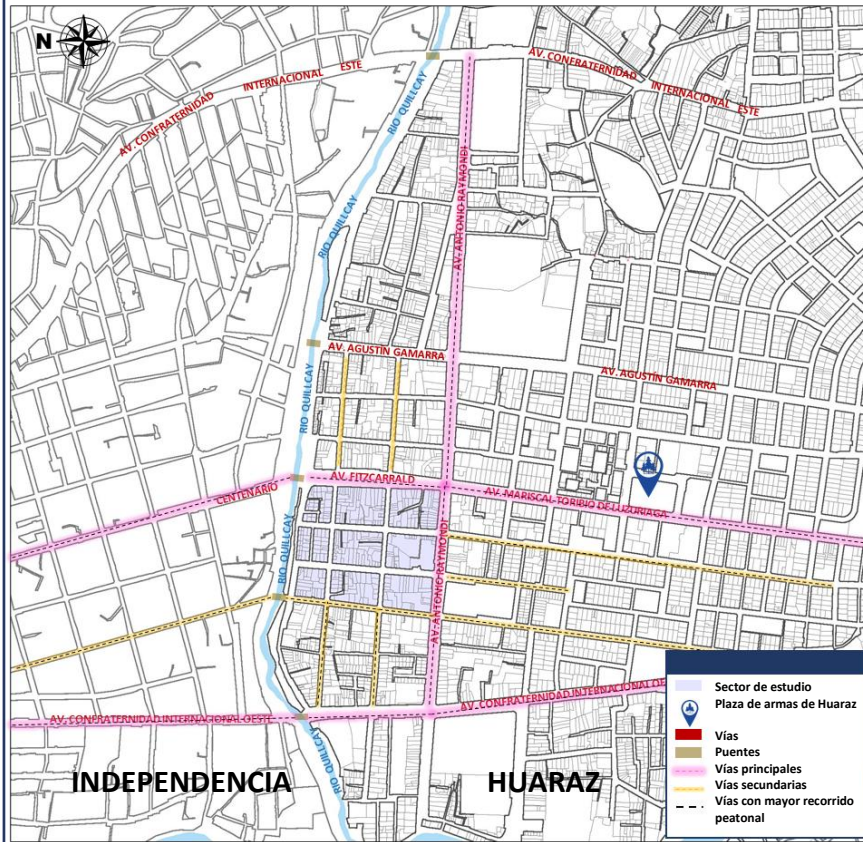 N
AV. CONFRATERNIDAD INTERNACIONAL ESTE
AV. CONFRATERNIDAD INTERNACIONAL ESTE
RIO QUILLCAY
RIO QUILLCAY
AV. ANTONIO RAYMONDI
AV. AGUSTÍN GAMARRA
AV. AGUSTÍN GAMARRA
RIO QUILLCAY
AV. FITZCARRALD
CENTENARIO
AV. MARISCAL TORIBIO DE LUZURIAGA
RIO QUILLCAY
AV. ANTONIO RAYMONDI
AV. CONFRATERNIDAD INTERNACIONAL OESTE
AV. CONFRATERNIDAD INTERNACIONAL OE
RIO QUILLCAY
INDEPENDENCIA
HUARAZ
Sector de estudio
Plaza de armas de Huaraz
Vías
Puentes
Vías principales
Vías secundarias
Vías con mayor recorrido
peatonal